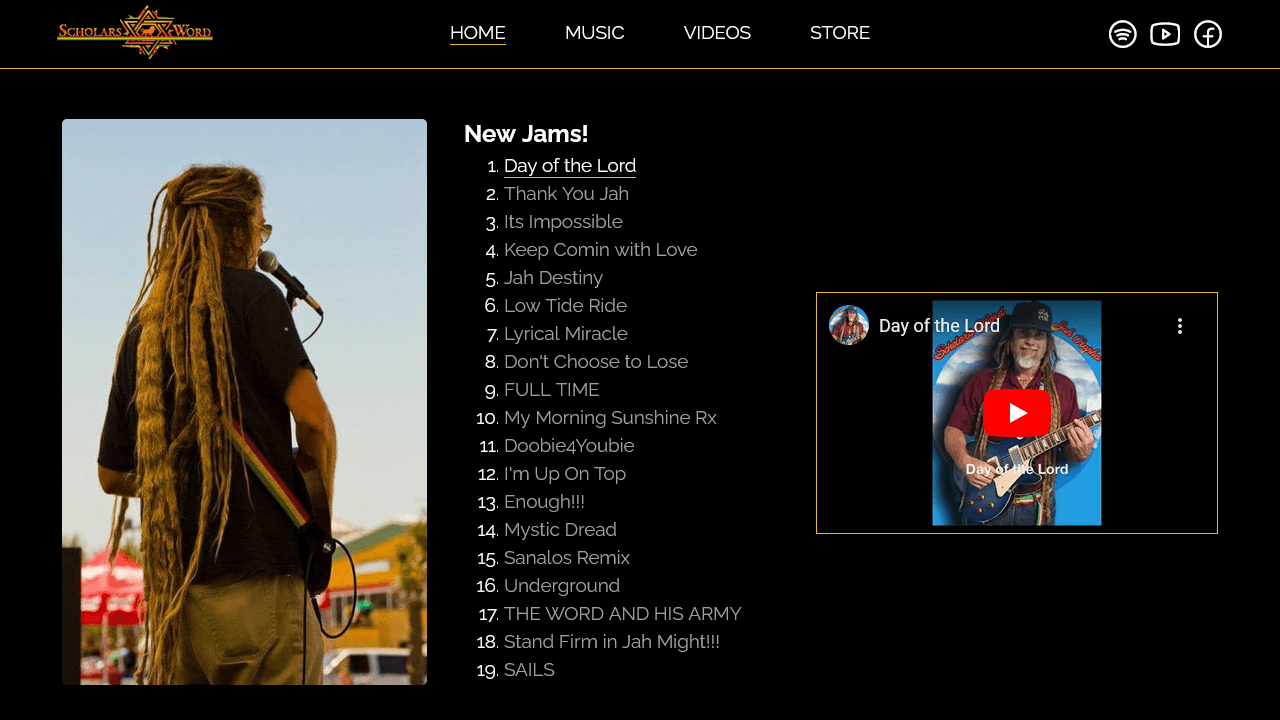 SCHOLARS WORD
HOME
MUSIC
VIDEOS
STORE
New Jams!
1. Day of the Lord
2. Thank You Jah
3. Its Impossible
4. Keep Comin with Love
5. Jah Destiny
6. Low Tide Ride
7. Lyrical Miracle
8. Don't Choose to Lose
9. FULL TIME
10. My Morning Sunshine Rx
11. Doobie4Youbie
12. I'm Up On Top
13. Enough!!!
14. Mystic Dread
15. Sanalos Remix
16. Underground
17. THE WORD AND HIS ARMY
18. Stand Firm in Jah Might!!!
19. SAILS
Day of the Lord
Day of the Lord